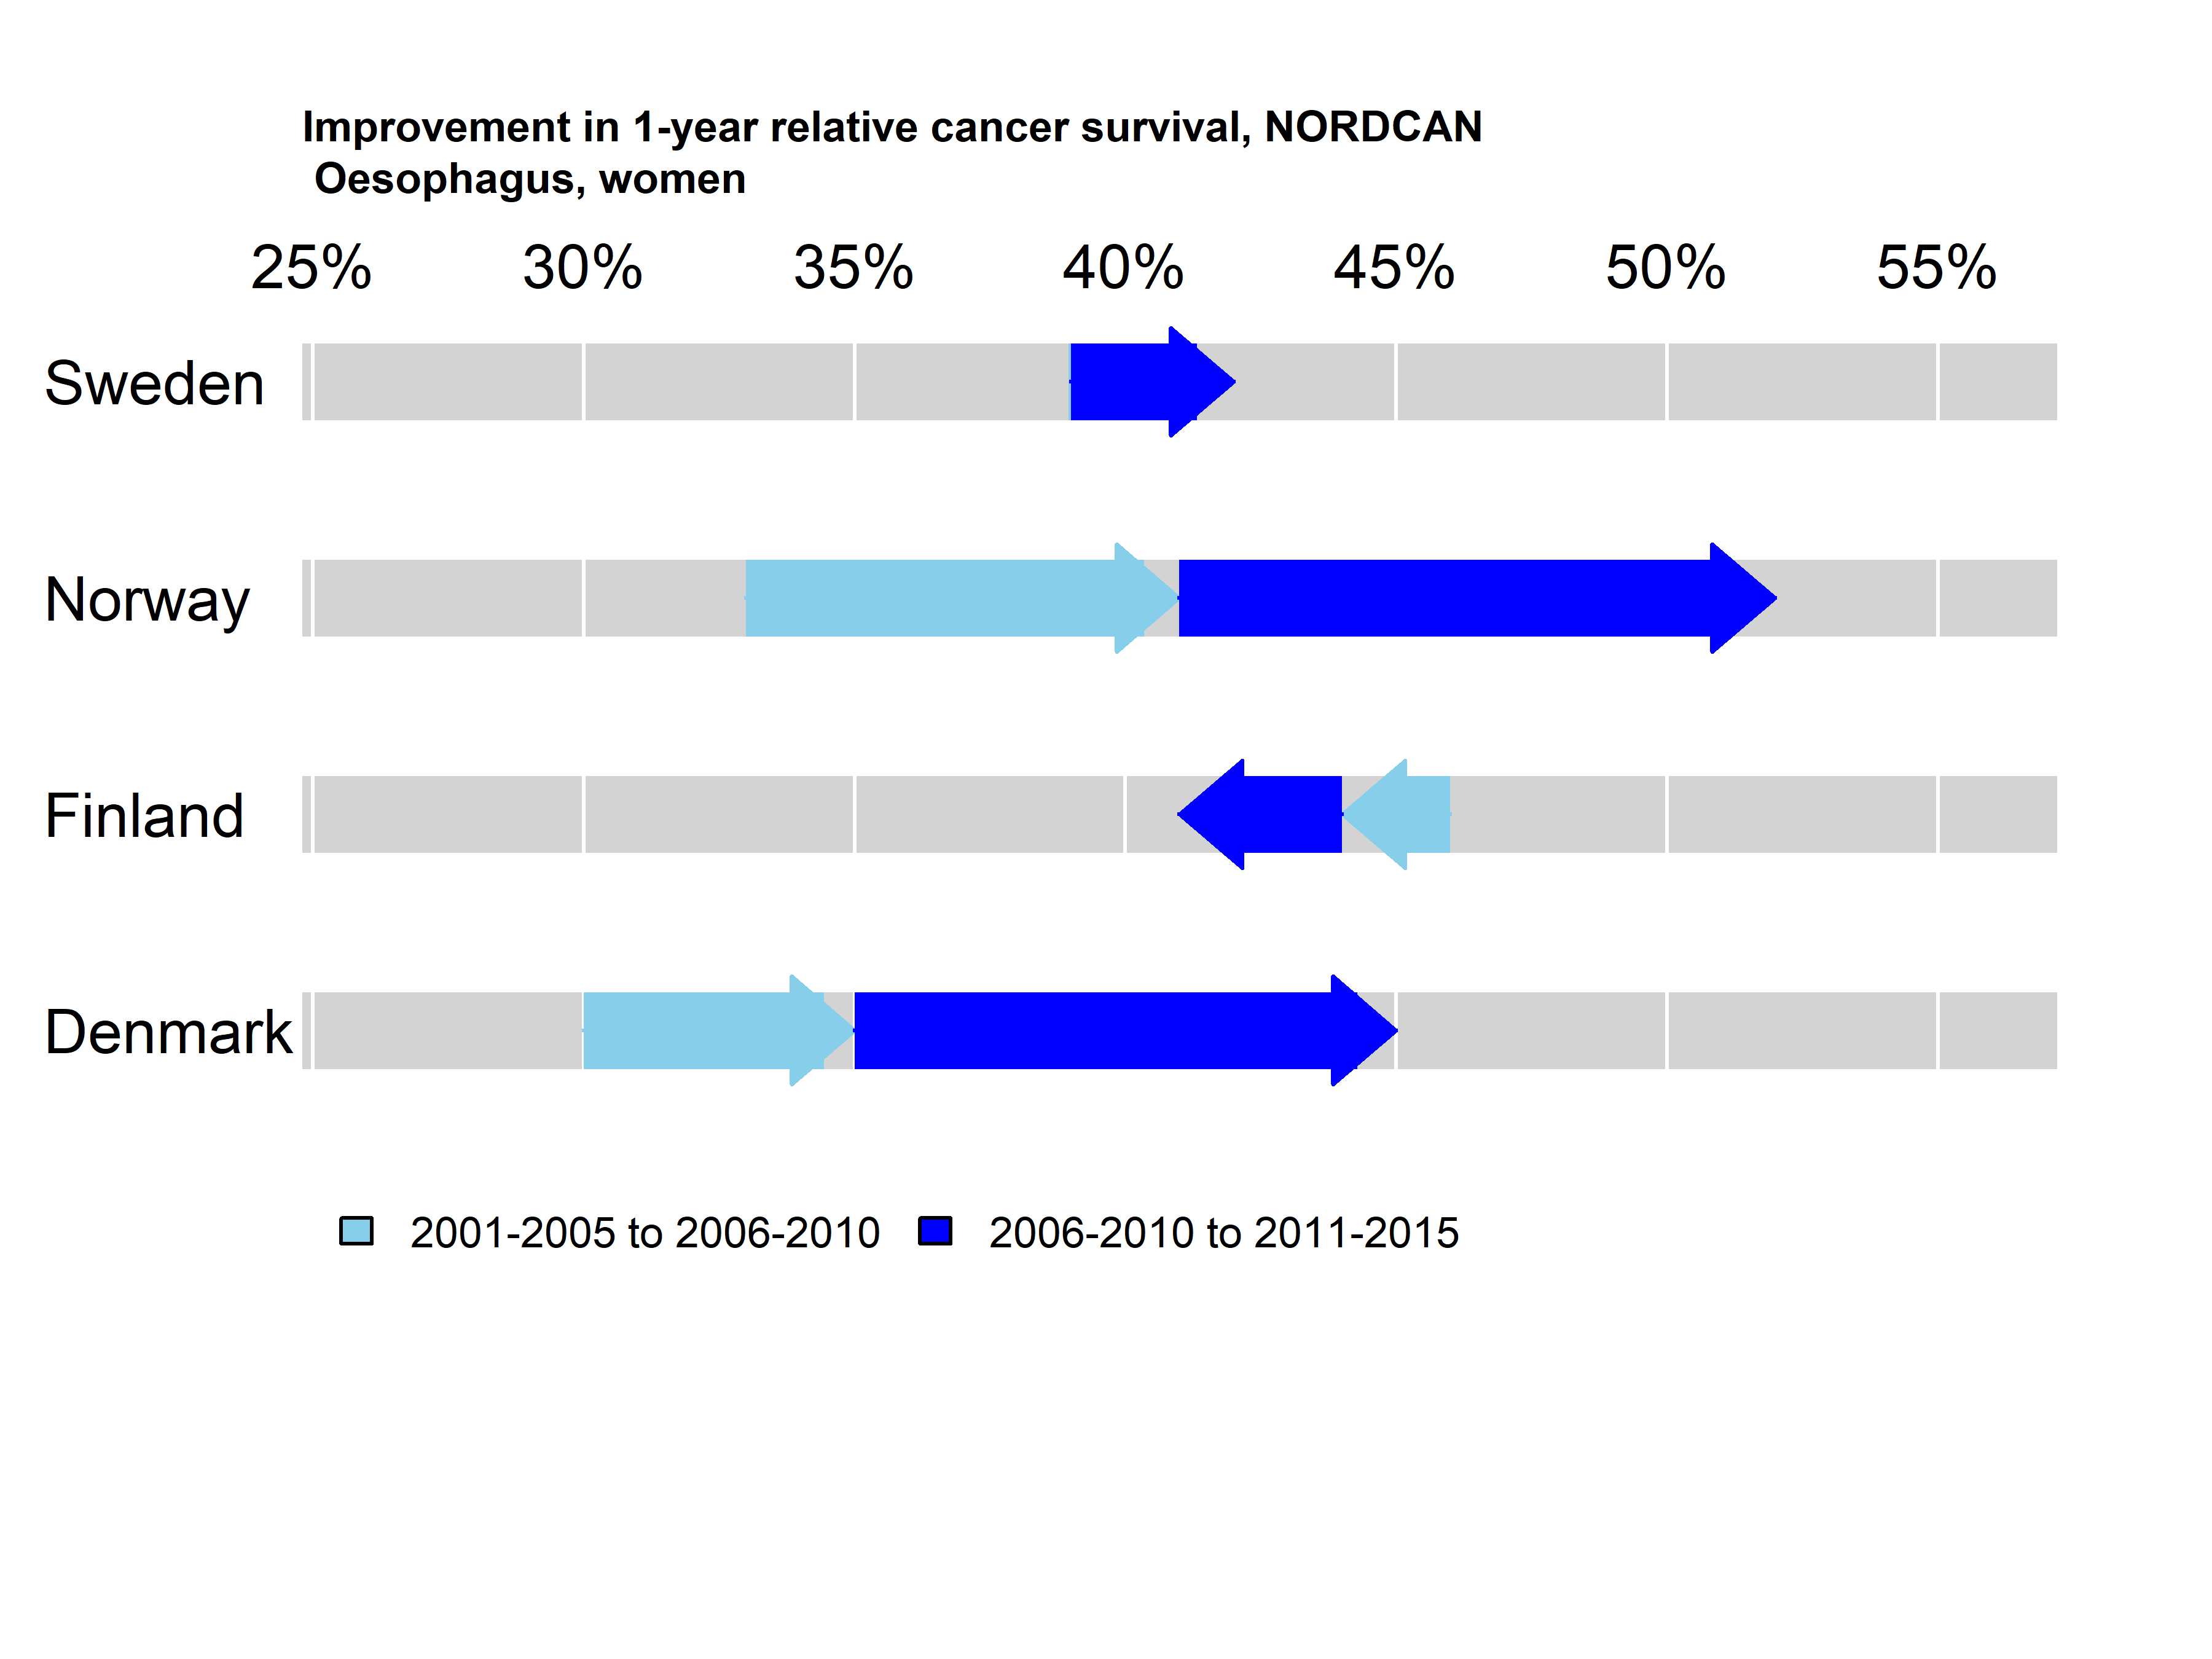 Improvement in 1-year relative cancer survival, NORDCAN
Oesophagus, women
25% 30% 35% 40% 45% 50% 55%
Sweden
Norway
Finland
Denmark
2001-2005 to 2006-2010 2006-2010 to 2011-2015